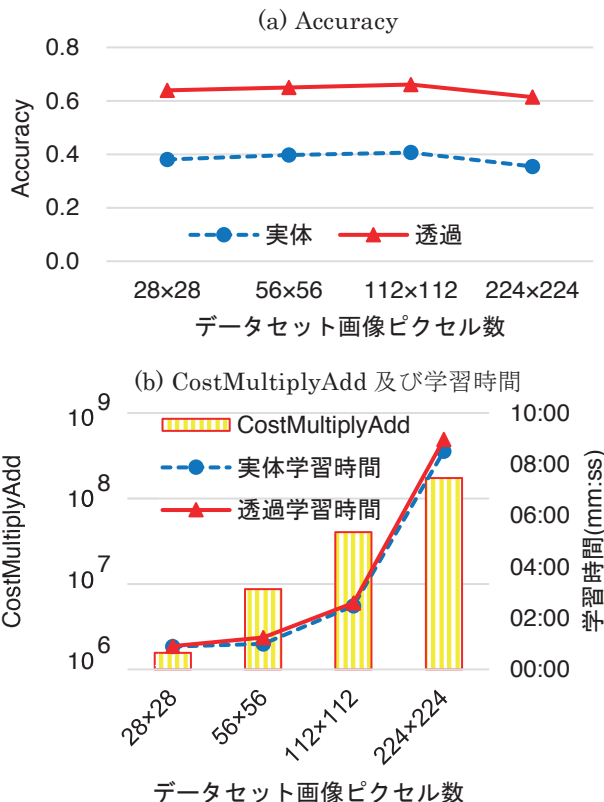 (a) Accuracy
0.8
0.6
0.4
0.2
0.0
Accuracy
実体
透過
28×28 56×56 112×112 224×224
データセット画像ピクセル数
(b) CostMultiplyAdd 及び学習時間
10^9
10^8
10^7
10^6
CostMultiplyAdd
CostMultiplyAdd
実体学習時間
透過学習時間
10:00
08:00
06:00
04:00
02:00
00:00
学習時間(mm:ss)
28×28 56×56 112×112 224×224
データセット画像ピクセル数